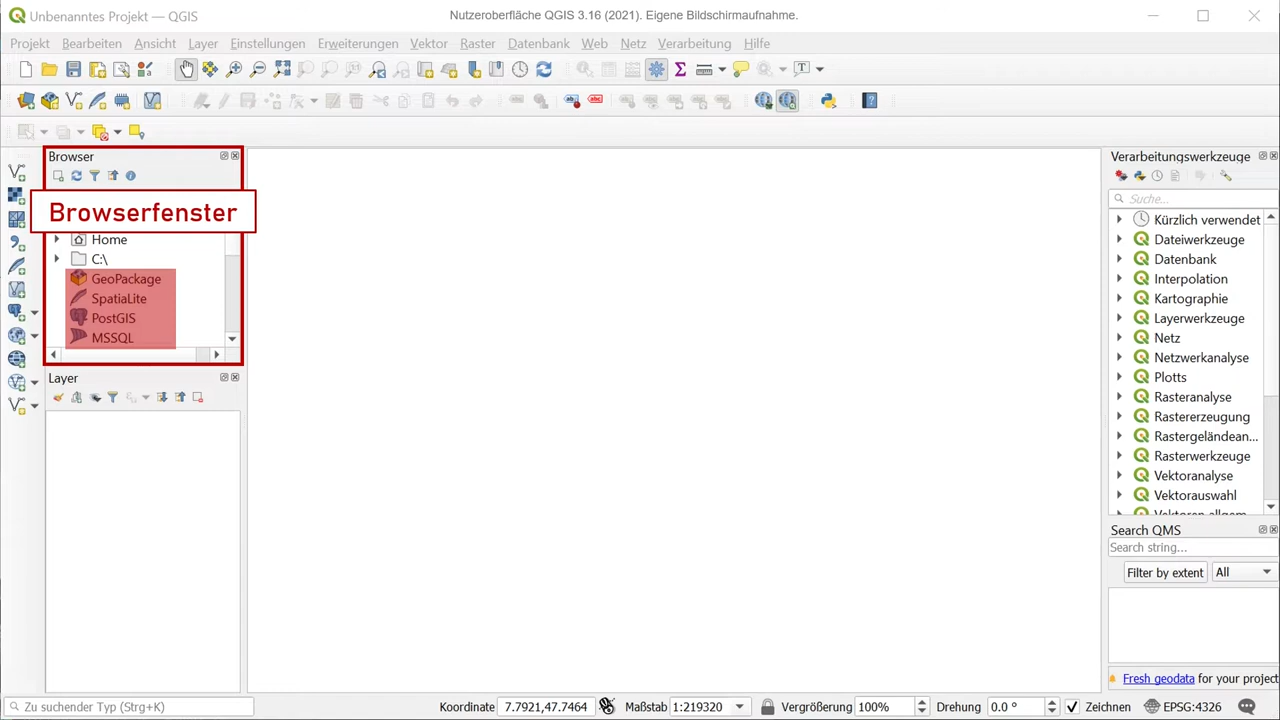 Unbenanntes Projekt — QGIS
Nutzeroberfläche QGIS 3.16 (2021). Eigene Bildschirmaufnahme.
Projekt Bearbeiten Ansicht Layer Einstellungen Erweiterungen Vektor Raster Datenbank Web Netz Verarbeitung Hilfe
Browser
Browserfenster
Home
C:\
GeoPackage
SpatiaLite
PostGIS
MSSQL
Layer
Verarbeitungswerkzeuge
Suche...
Kürzlich verwendet
Dateiwerkzeuge
Datenbank
Interpolation
Kartographie
Layerwerkzeuge
Netz
Netzwerkanalyse
Plotts
Rasteranalyse
Rastererzeugung
Rastergeländean...
Rasterwerkzeuge
Vektoranalyse
Vektorauswahl
Vektoren allgem
Search QMS
Search string...
Filter by extent All
Fresh geodata for your project
Zu suchender Typ (Strg+K)
Koordinate 7.7921,47.7464 Maßstab 1:219320 Vergrößerung 100% Drehung 0.0 ° Zeichnen EPSG:4326